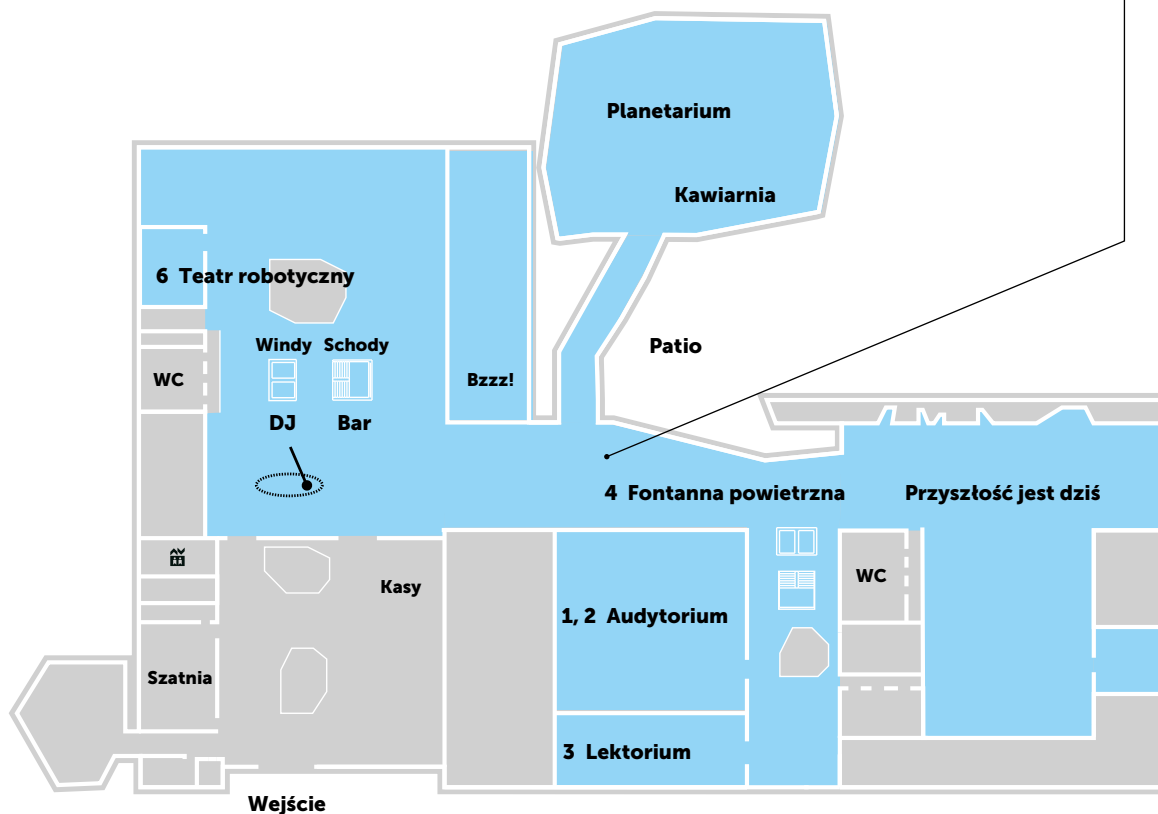 Planetarium
Kawiarnia
6 Teatr robotyczny
Windy
Schody
Patio
WC
Bzzz!
DJ
Bar
4 Fontanna powietrzna
Przyszłość jest dziś
Kasy
WC
1, 2 Audytorium
Szatnia
3 Lektorium
Wejście